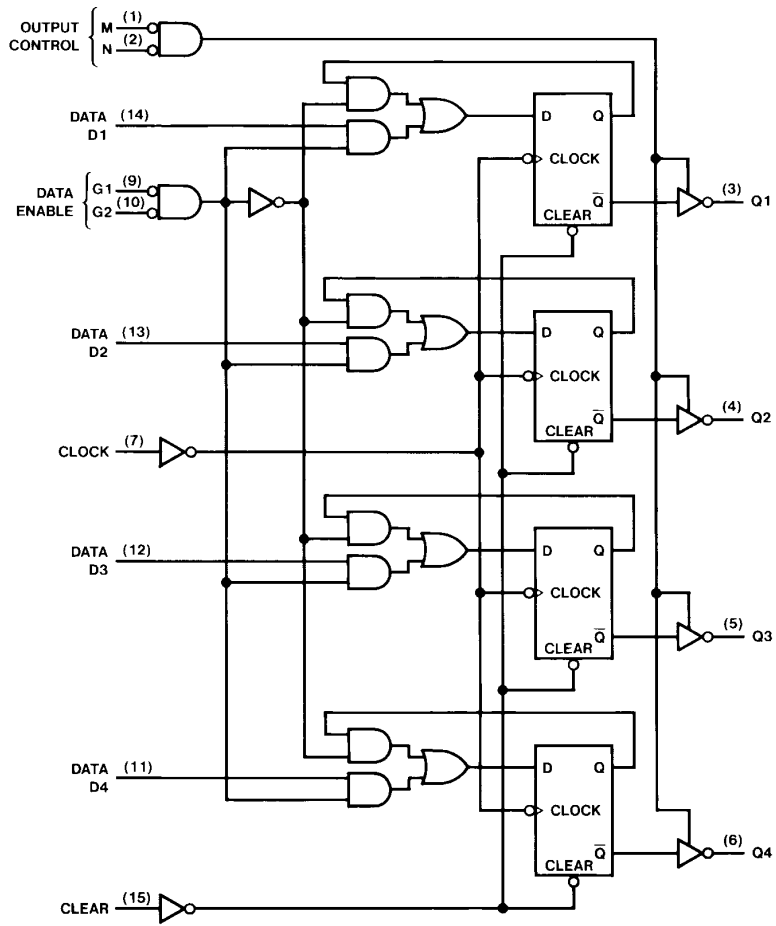 OUTPUT CONTROL
M (1)
N (2)
DATA D1 (14)
DATA ENABLE
G1 (9)
G2 (10)
D Q
CLOCK
Q̅
CLEAR
(3) Q1
DATA D2 (13)
D Q
CLOCK
Q̅
CLEAR
(4) Q2
CLOCK (7)
DATA D3 (12)
D Q
CLOCK
Q̅
CLEAR
(5) Q3
DATA D4 (11)
D Q
CLOCK
Q̅
CLEAR
(6) Q4
CLEAR (15)